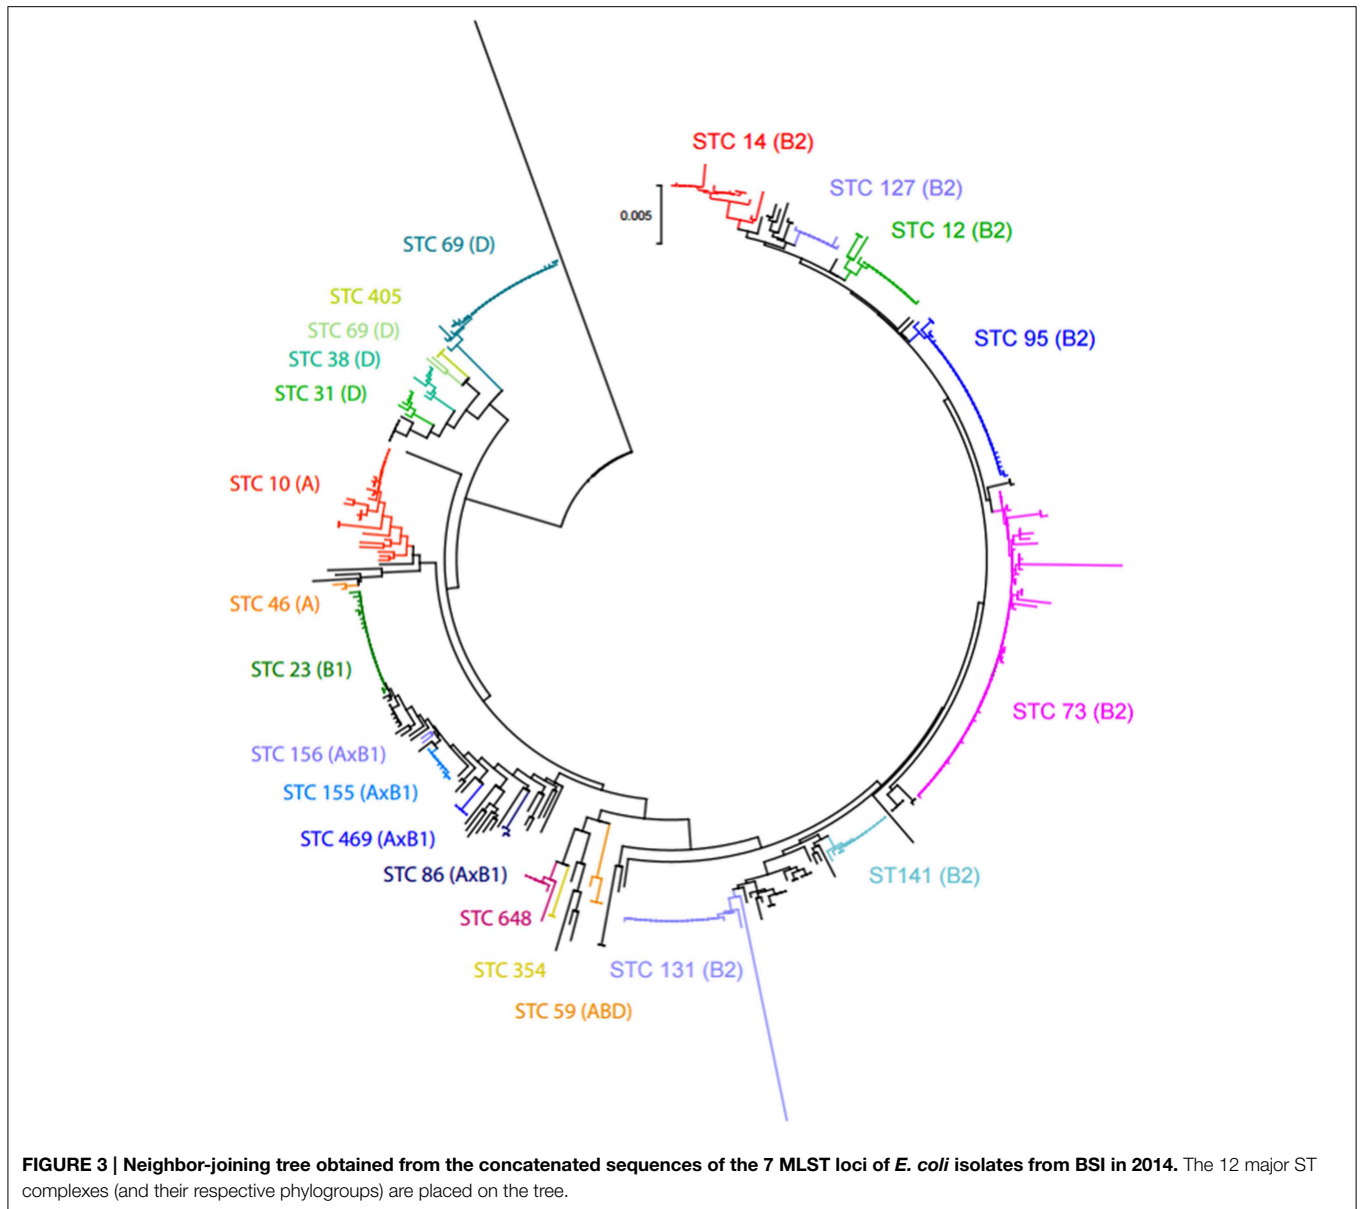 STC 14 (B2)
STC 127 (B2)
0.005
STC 12 (B2)
STC 69 (D)
STC 405
STC 69 (D)
STC 95 (B2)
STC 38 (D)
STC 31 (D)
STC 10 (A)
STC 46 (A)
STC 23 (B1)
STC 73 (B2)
STC 156 (AxB1)
STC 155 (AxB1)
STC 469 (AxB1)
STC 86 (AxB1)
ST141 (B2)
STC 648
STC 354
STC 131 (B2)
STC 59 (ABD)
FIGURE 3 | Neighbor-joining tree obtained from the concatenated sequences of the 7 MLST loci of E. coli isolates from BSI in 2014. The 12 major ST
complexes (and their respective phylogroups) are placed on the tree.